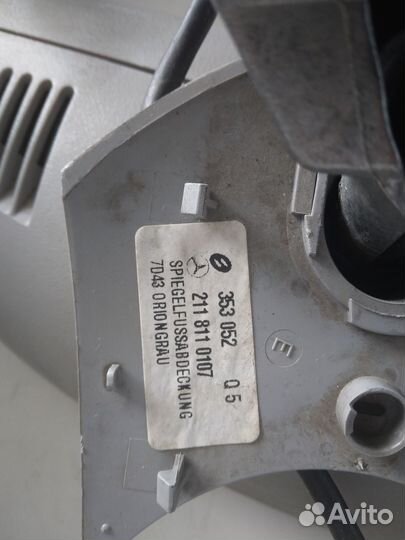 353 052 Q 5
211 811 0107
SPIEGELFUSSABDECKUNG
7D43 ORIONGRAU
E
Avito